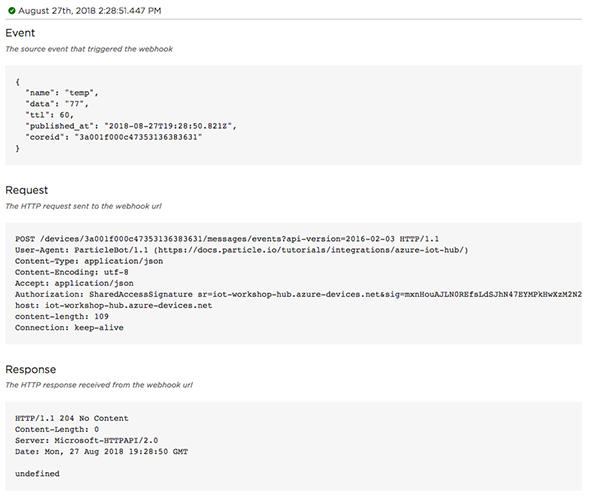 August 27th, 2018 2:28:51.447 PM
Event
The source event that triggered the webhook
{
"name": "temp",
"data": "77",
"ttl": 60,
"published_at": "2018-08-27T19:28:50.821Z",
"coreid": "3a001f000c47353136383631"
}
Request
The HTTP request sent to the webhook url
POST /devices/3a001f000c47353136383631/messages/events?api-version=2016-02-03 HTTP/1.1
User-Agent: ParticleBot/1.1 (https://docs.particle.io/tutorials/integrations/azure-iot-hub/)
Content-Type: application/json
Content-Encoding: utf-8
Accept: application/json
Authorization: SharedAccessSignature sr=iot-workshop-hub.azure-devices.net&sig=mxnHouAJLN0REfsLdSJhN47EYMPkHwXzM2N2
host: iot-workshop-hub.azure-devices.net
content-length: 109
Connection: keep-alive
Response
The HTTP response received from the webhook url
HTTP/1.1 204 No Content
Content-Length: 0
Server: Microsoft-HTTPAPI/2.0
Date: Mon, 27 Aug 2018 19:28:50 GMT
undefined